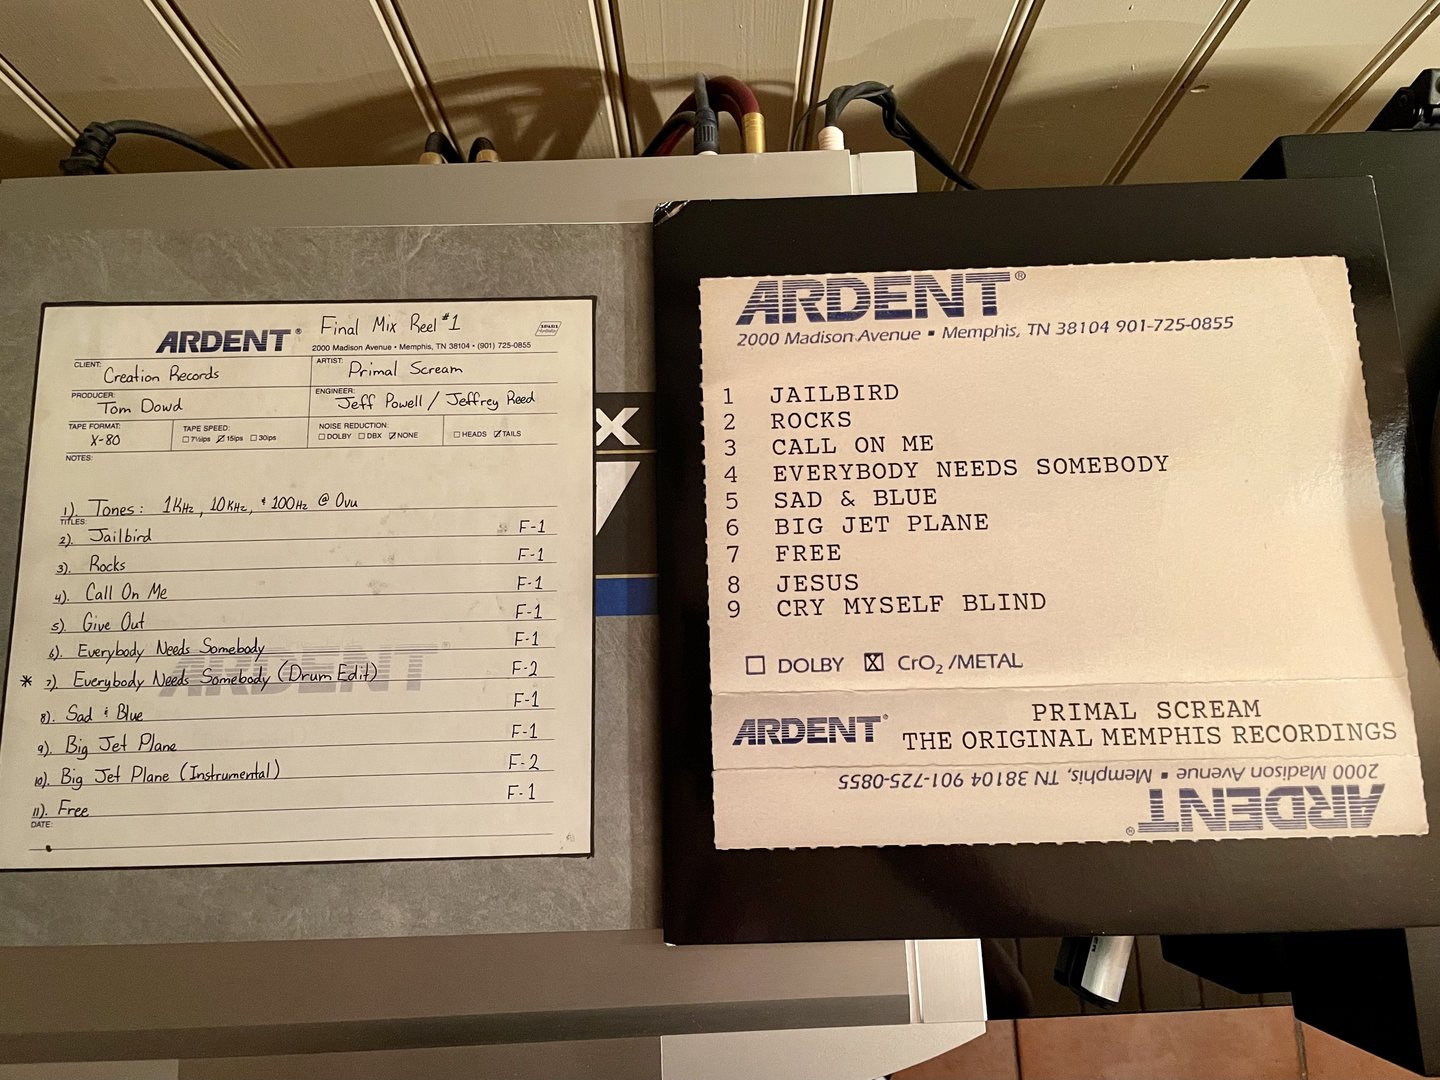 ARDENT® Final Mix Reel #1
2000 Madison Avenue • Memphis, TN 38104 • (901) 725-0855
CLIENT: Creation Records
ARTIST: Primal Scream
PRODUCER: Tom Dowd
ENGINEER: Jeff Powell / Jeffrey Reed
TAPE FORMAT: X-80
TAPE SPEED: ☐ 7½ips ☑ 15ips ☐ 30ips
NOISE REDUCTION: ☐ DOLBY ☐ DBX ☑ NONE
☐ HEADS ☑ TAILS
NOTES:
1). Tones: 1KHz, 10KHz, & 100Hz @ 0vu
TITLES:
2). Jailbird F-1
3). Rocks F-1
4). Call On Me F-1
5). Give Out F-1
6). Everybody Needs Somebody F-1
* 7). Everybody Needs Somebody (Drum Edit) F-2
8). Sad & Blue F-1
9). Big Jet Plane F-1
10). Big Jet Plane (Instrumental) F-2
11). Free F-1
DATE:
ARDENT
X
7
ARDENT®
2000 Madison Avenue ▪ Memphis, TN 38104 901-725-0855
1 JAILBIRD
2 ROCKS
3 CALL ON ME
4 EVERYBODY NEEDS SOMEBODY
5 SAD & BLUE
6 BIG JET PLANE
7 FREE
8 JESUS
9 CRY MYSELF BLIND
☐ DOLBY ☒ CrO₂/METAL
ARDENT®
PRIMAL SCREAM
THE ORIGINAL MEMPHIS RECORDINGS
2000 Madison Avenue ▪ Memphis, TN 38104 901-725-0855
ARDENT®